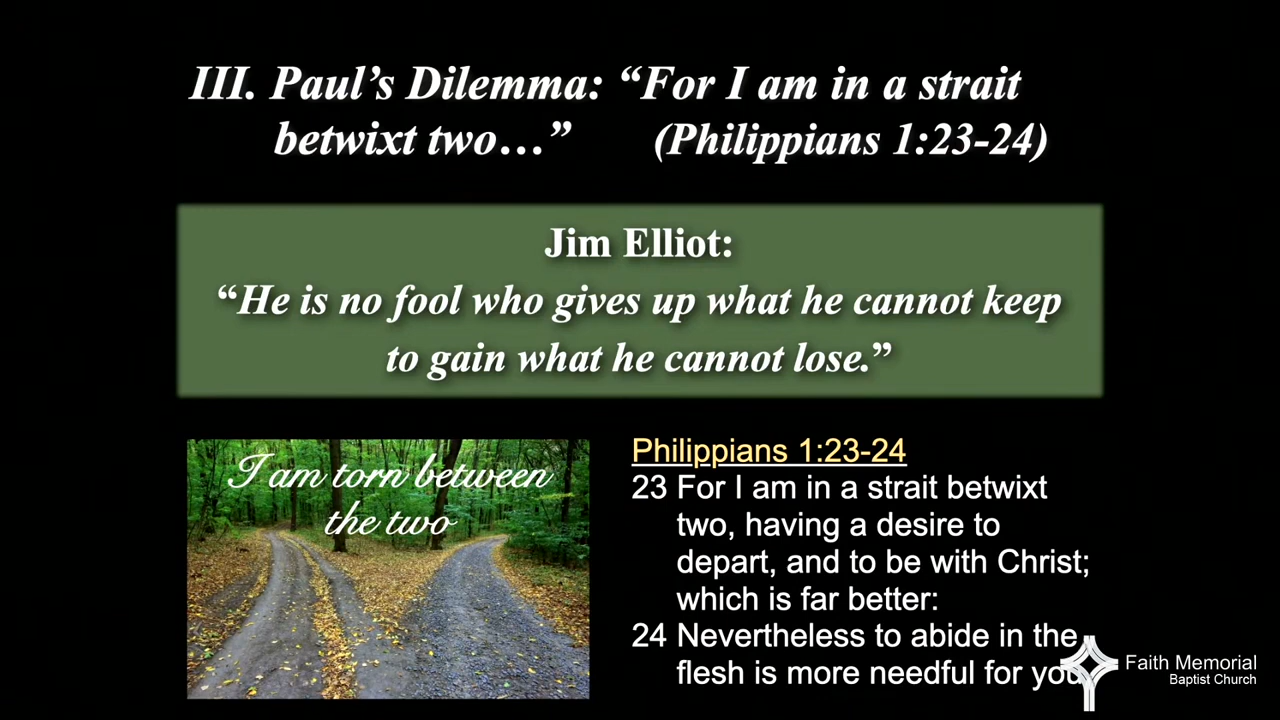 III. Paul’s Dilemma: “For I am in a strait
betwixt two…” (Philippians 1:23-24)
Jim Elliot:
“He is no fool who gives up what he cannot keep
to gain what he cannot lose.”
I am torn between
the two
Philippians 1:23-24
23 For I am in a strait betwixt
two, having a desire to
depart, and to be with Christ;
which is far better:
24 Nevertheless to abide in the
flesh is more needful for you
Faith Memorial
Baptist Church